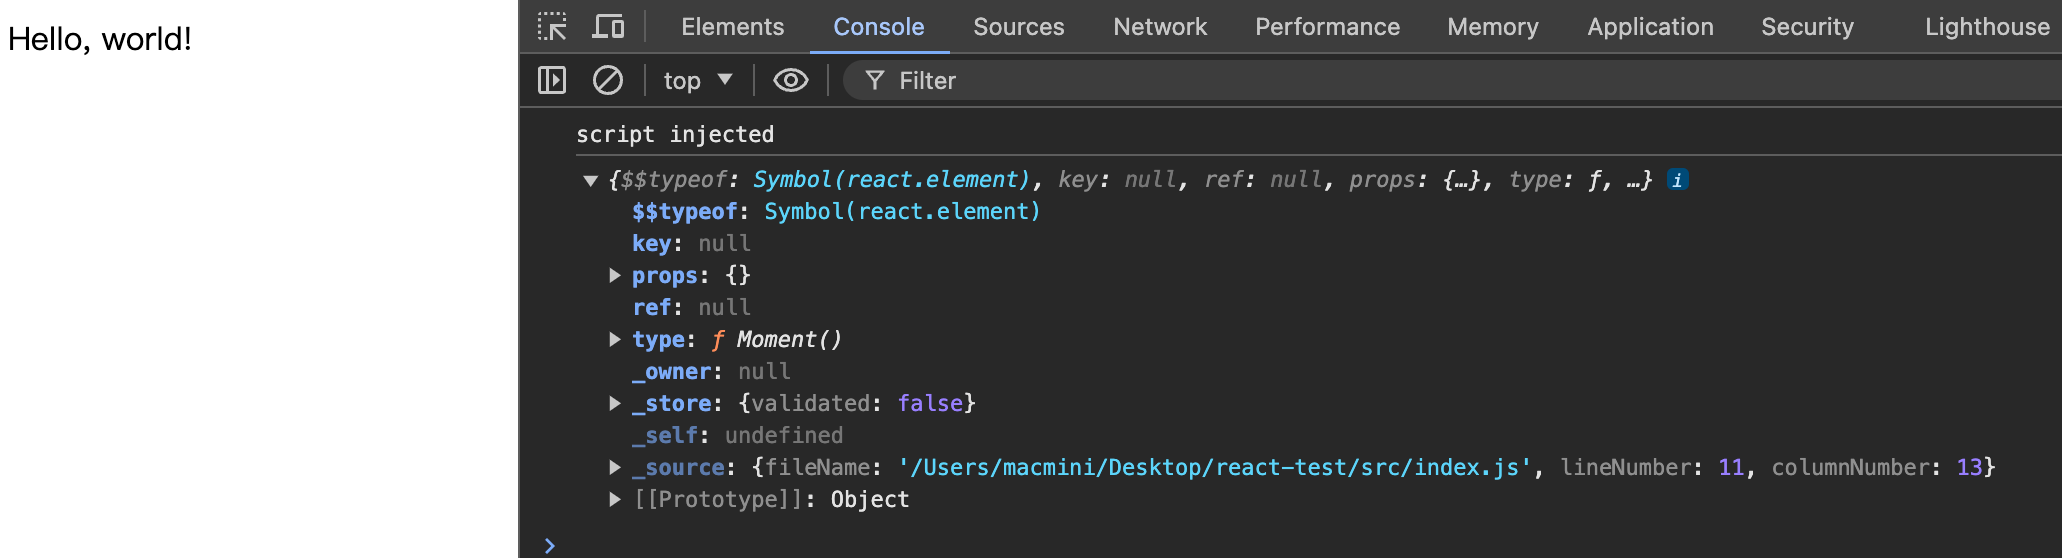 Hello, world!
Elements Console Sources Network Performance Memory Application Security Lighthouse
top Filter
script injected
{$$typeof: Symbol(react.element), key: null, ref: null, props: {…}, type: ƒ, …} i
$$typeof: Symbol(react.element)
key: null
props: {}
ref: null
type: ƒ Moment()
_owner: null
_store: {validated: false}
_self: undefined
_source: {fileName: '/Users/macmini/Desktop/react-test/src/index.js', lineNumber: 11, columnNumber: 13}
[[Prototype]]: Object